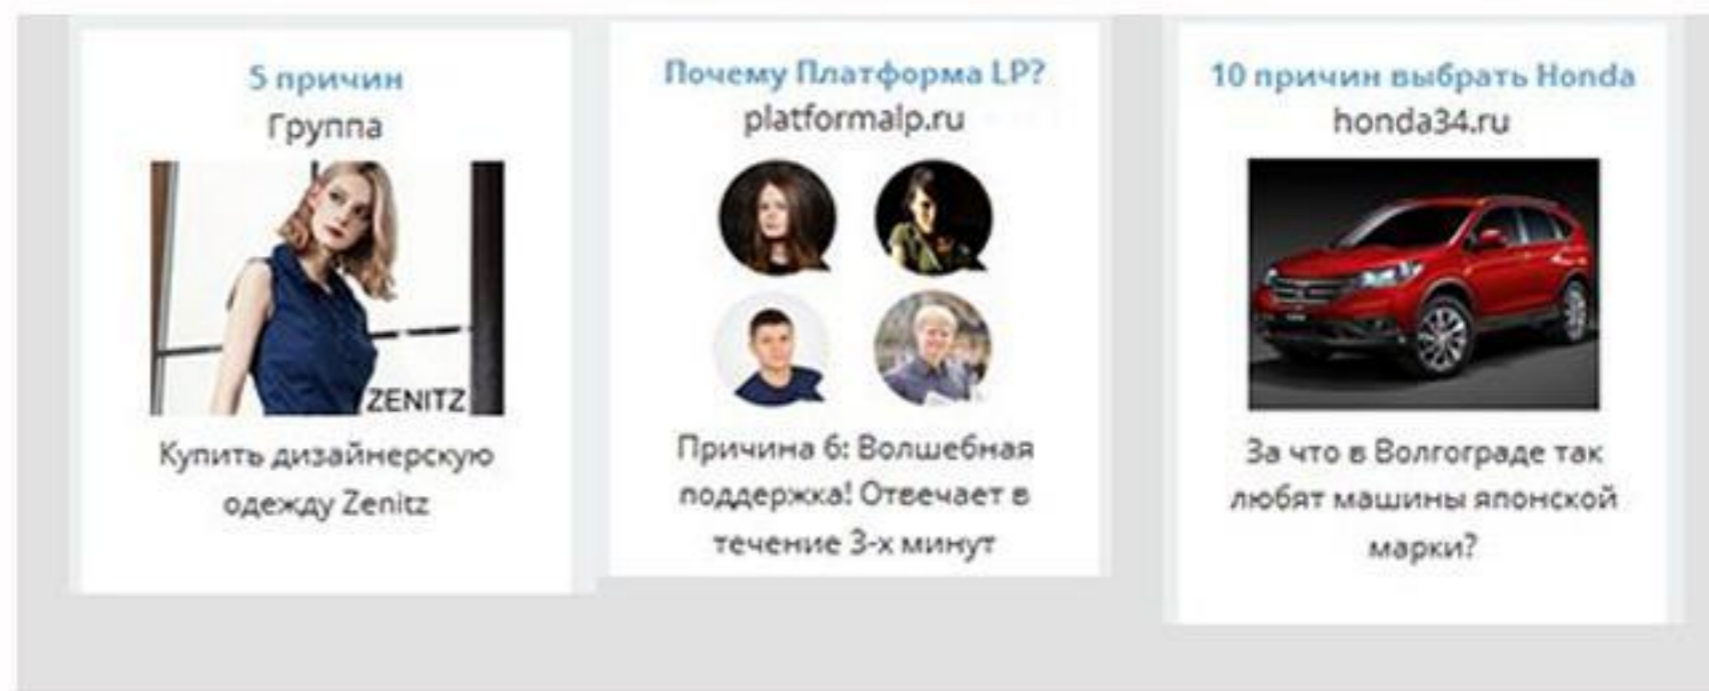 5 причин
Группа
ZENITZ
Купить дизайнерскую
одежду Zenitz
Почему Платформа LP?
platformalp.ru
Причина 6: Волшебная
поддержка! Отвечает в
течение 3-х минут
10 причин выбрать Honda
honda34.ru
За что в Волгограде так
любят машины японской
марки?